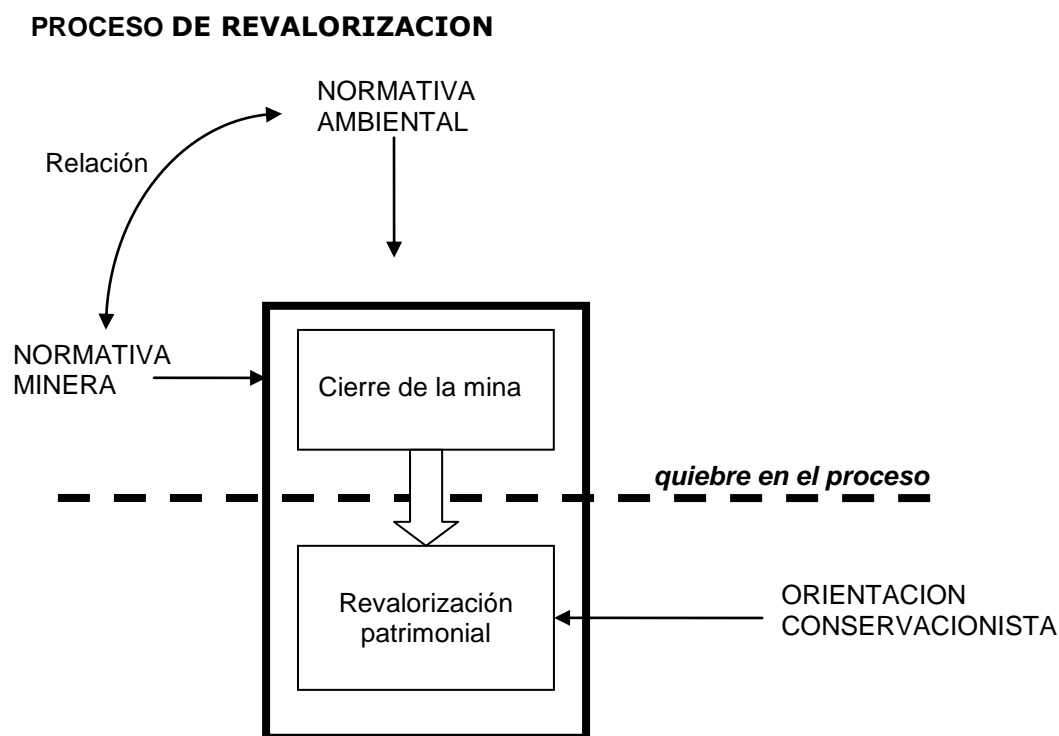 PROCESO DE REVALORIZACION
NORMATIVA
AMBIENTAL
Relación
NORMATIVA
MINERA
Cierre de la mina
quiebre en el proceso
Revalorización
patrimonial
ORIENTACION
CONSERVACIONISTA